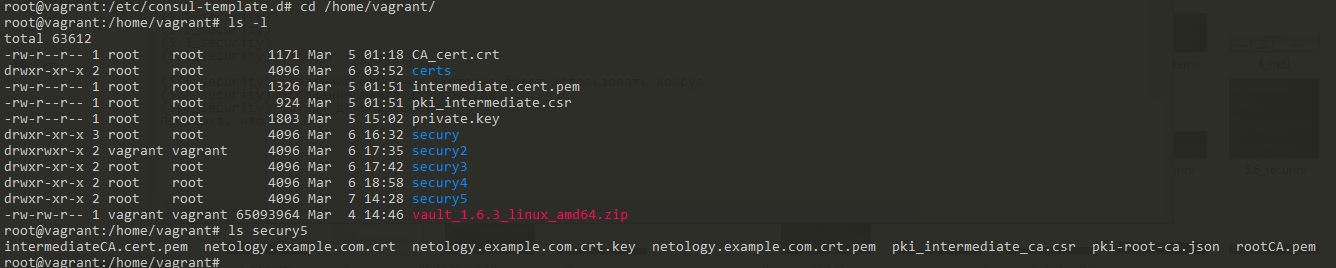 root@vagrant:/etc/consul-template.d# cd /home/vagrant/
root@vagrant:/home/vagrant# ls -l
total 63612
-rw-r--r-- 1 root    root        1171 Mar  5 01:18 CA_cert.crt
drwxr-xr-x 2 root    root        4096 Mar  6 03:52 certs
-rw-r--r-- 1 root    root        1326 Mar  5 01:51 intermediate.cert.pem
-rw-r--r-- 1 root    root         924 Mar  5 01:51 pki_intermediate.csr
-rw-r--r-- 1 root    root        1803 Mar  5 15:02 private.key
drwxr-xr-x 3 root    root        4096 Mar  6 16:32 secury
drwxrwxr-x 2 vagrant vagrant     4096 Mar  6 17:35 secury2
drwxr-xr-x 2 root    root        4096 Mar  6 17:42 secury3
drwxr-xr-x 2 root    root        4096 Mar  6 18:58 secury4
drwxr-xr-x 2 root    root        4096 Mar  7 14:28 secury5
-rw-rw-r-- 1 vagrant vagrant 65093964 Mar  4 14:46 vault_1.6.3_linux_amd64.zip
root@vagrant:/home/vagrant# ls secury5
intermediateCA.cert.pem  netology.example.com.crt  netology.example.com.crt.key  netology.example.com.crt.pem  pki_intermediate_ca.csr  pki-root-ca.json  rootCA.pem
root@vagrant:/home/vagrant#